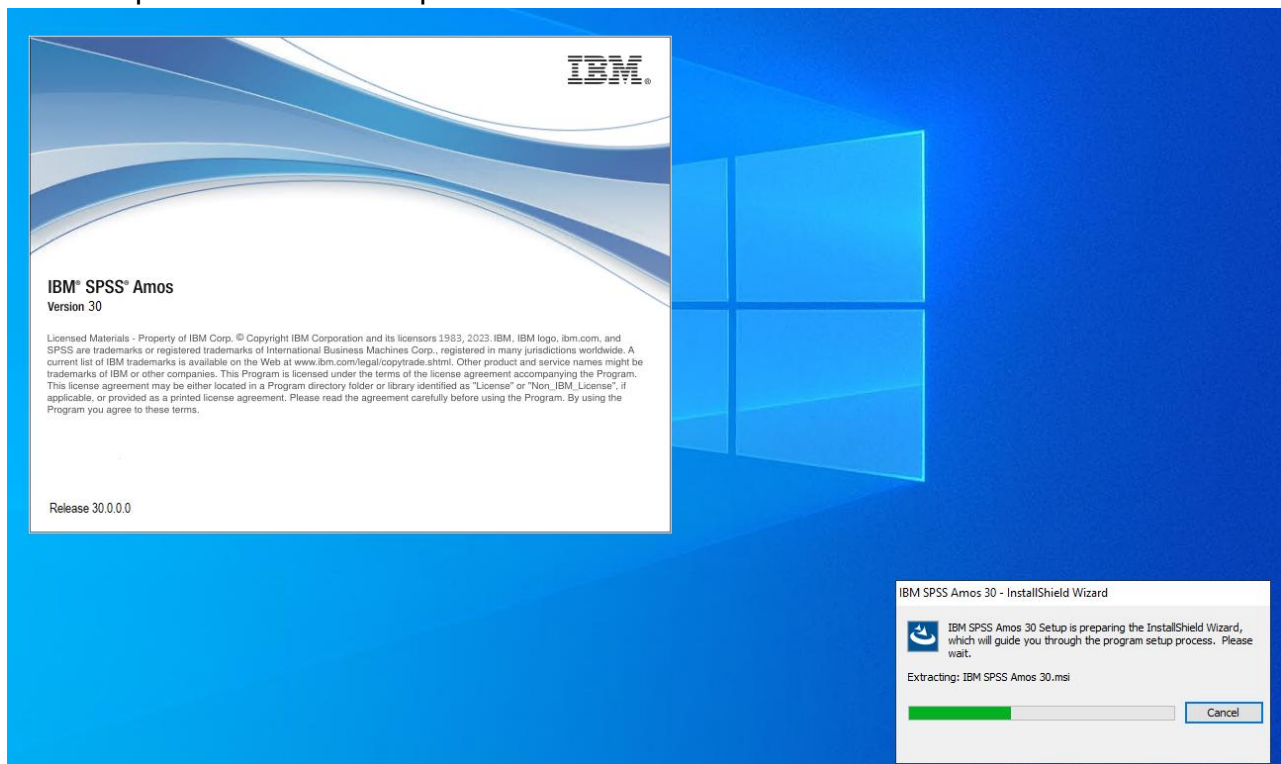 IBM®
IBM® SPSS® Amos
Version 30
Licensed Materials - Property of IBM Corp. © Copyright IBM Corporation and its licensors 1983, 2023. IBM, IBM logo, ibm.com, and
SPSS are trademarks or registered trademarks of International Business Machines Corp., registered in many jurisdictions worldwide. A
current list of IBM trademarks is available on the Web at www.ibm.com/legal/copytrade.shtml. Other product and service names might be
trademarks of IBM or other companies. This Program is licensed under the terms of the license agreement accompanying the Program.
This license agreement may be either located in a Program directory folder or library identified as "License" or "Non_IBM_License", if
applicable, or provided as a printed license agreement. Please read the agreement carefully before using the Program. By using the
Program you agree to these terms.
Release 30.0.0.0
IBM SPSS Amos 30 - InstallShield Wizard
IBM SPSS Amos 30 Setup is preparing the InstallShield Wizard,
which will guide you through the program setup process. Please
wait.
Extracting: IBM SPSS Amos 30.msi
Cancel